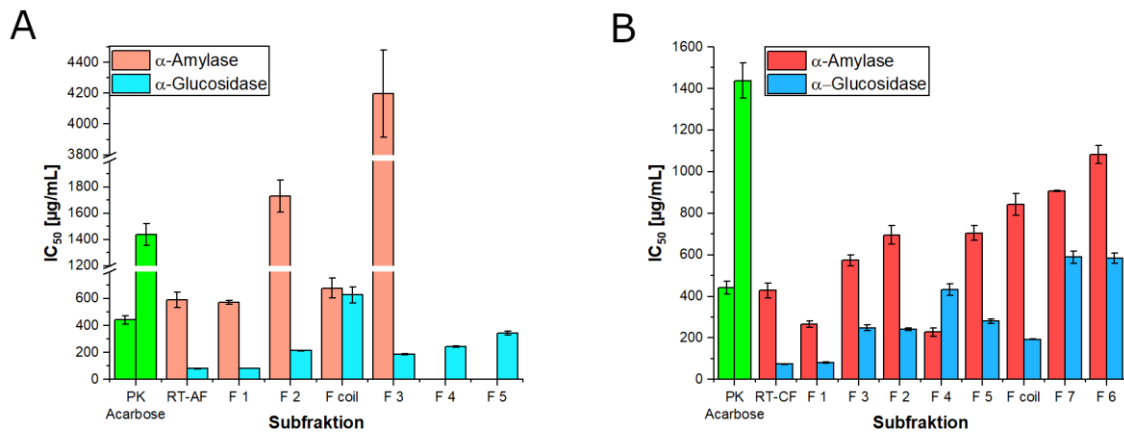 A
α-Amylase
α-Glucosidase
IC50 [µg/mL]
4400
4200
4000
3800
1800
1600
1400
1200
600
400
200
0
PK
Acarbose
RT-AF
F 1
F 2
F coil
F 3
F 4
F 5
Subfraktion
B
α-Amylase
α−Glucosidase
IC50 [µg/mL]
1600
1400
1200
1000
800
600
400
200
0
PK
Acarbose
RT-CF
F 1
F 3
F 2
F 4
F 5
F coil
F 7
F 6
Subfraktion